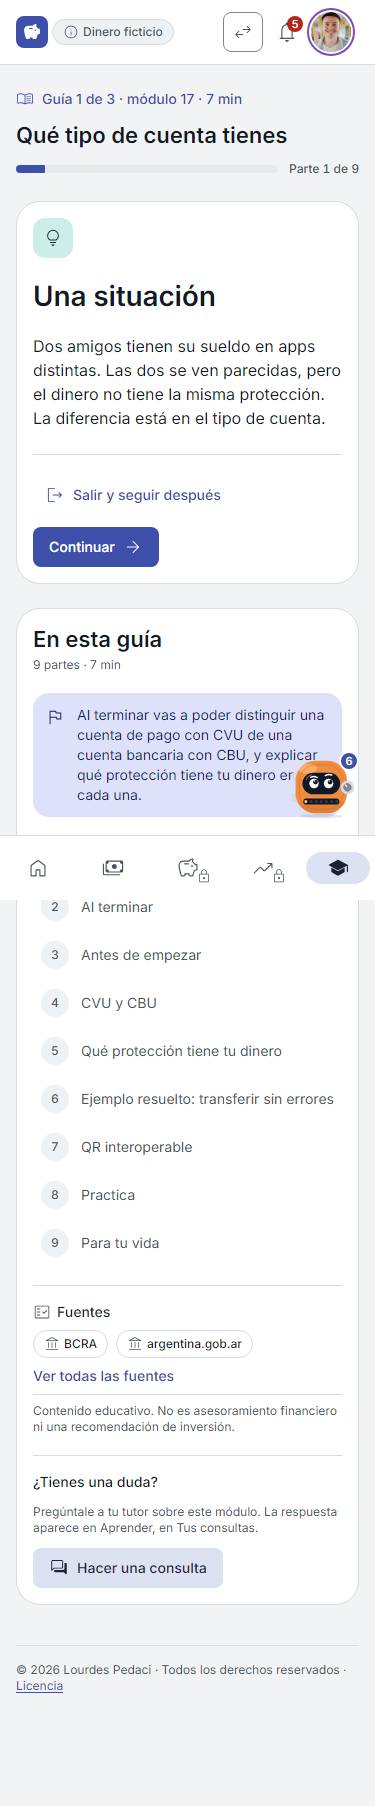 Dinero ficticio
5
Guía 1 de 3 · módulo 17 · 7 min
Qué tipo de cuenta tienes
Parte 1 de 9
Una situación
Dos amigos tienen su sueldo en apps
distintas. Las dos se ven parecidas, pero
el dinero no tiene la misma protección.
La diferencia está en el tipo de cuenta.
Salir y seguir después
Continuar
En esta guía
9 partes · 7 min
Al terminar vas a poder distinguir una
cuenta de pago con CVU de una
cuenta bancaria con CBU, y explicar
qué protección tiene tu dinero en
cada una.
6
2 Al terminar
3 Antes de empezar
4 CVU y CBU
5 Qué protección tiene tu dinero
6 Ejemplo resuelto: transferir sin errores
7 QR interoperable
8 Practica
9 Para tu vida
Fuentes
BCRA argentina.gob.ar
Ver todas las fuentes
Contenido educativo. No es asesoramiento financiero
ni una recomendación de inversión.
¿Tienes una duda?
Pregúntale a tu tutor sobre este módulo. La respuesta
aparece en Aprender, en Tus consultas.
Hacer una consulta
© 2026 Lourdes Pedaci · Todos los derechos reservados ·
Licencia